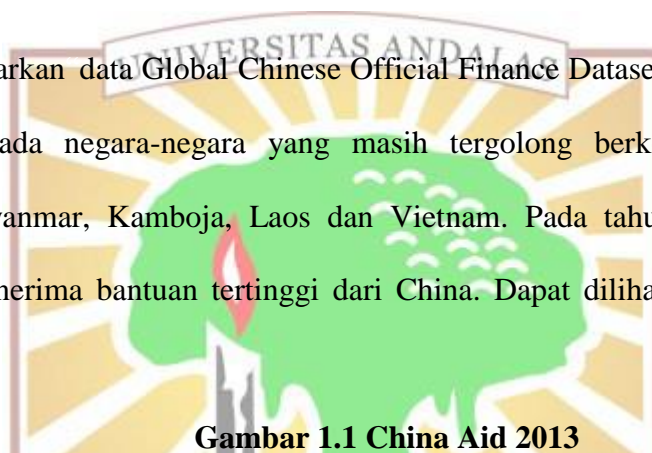 UNIVERSITAS ANDALAS
arkan data Global Chinese Official Finance Datase
ada negara-negara yang masih tergolong berk
yanmar, Kamboja, Laos dan Vietnam. Pada tahu
nerima bantuan tertinggi dari China. Dapat diliha
Gambar 1.1 China Aid 2013